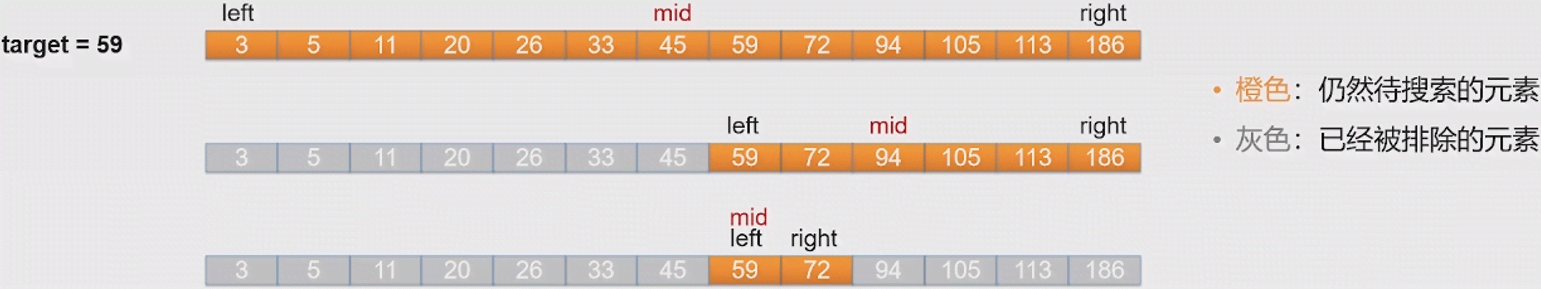 left mid right
target = 59 3 5 11 20 26 33 45 59 72 94 105 113 186
• 橙色：仍然待搜索的元素
left mid right
• 灰色：已经被排除的元素
3 5 11 20 26 33 45 59 72 94 105 113 186
mid
left right
3 5 11 20 26 33 45 59 72 94 105 113 186